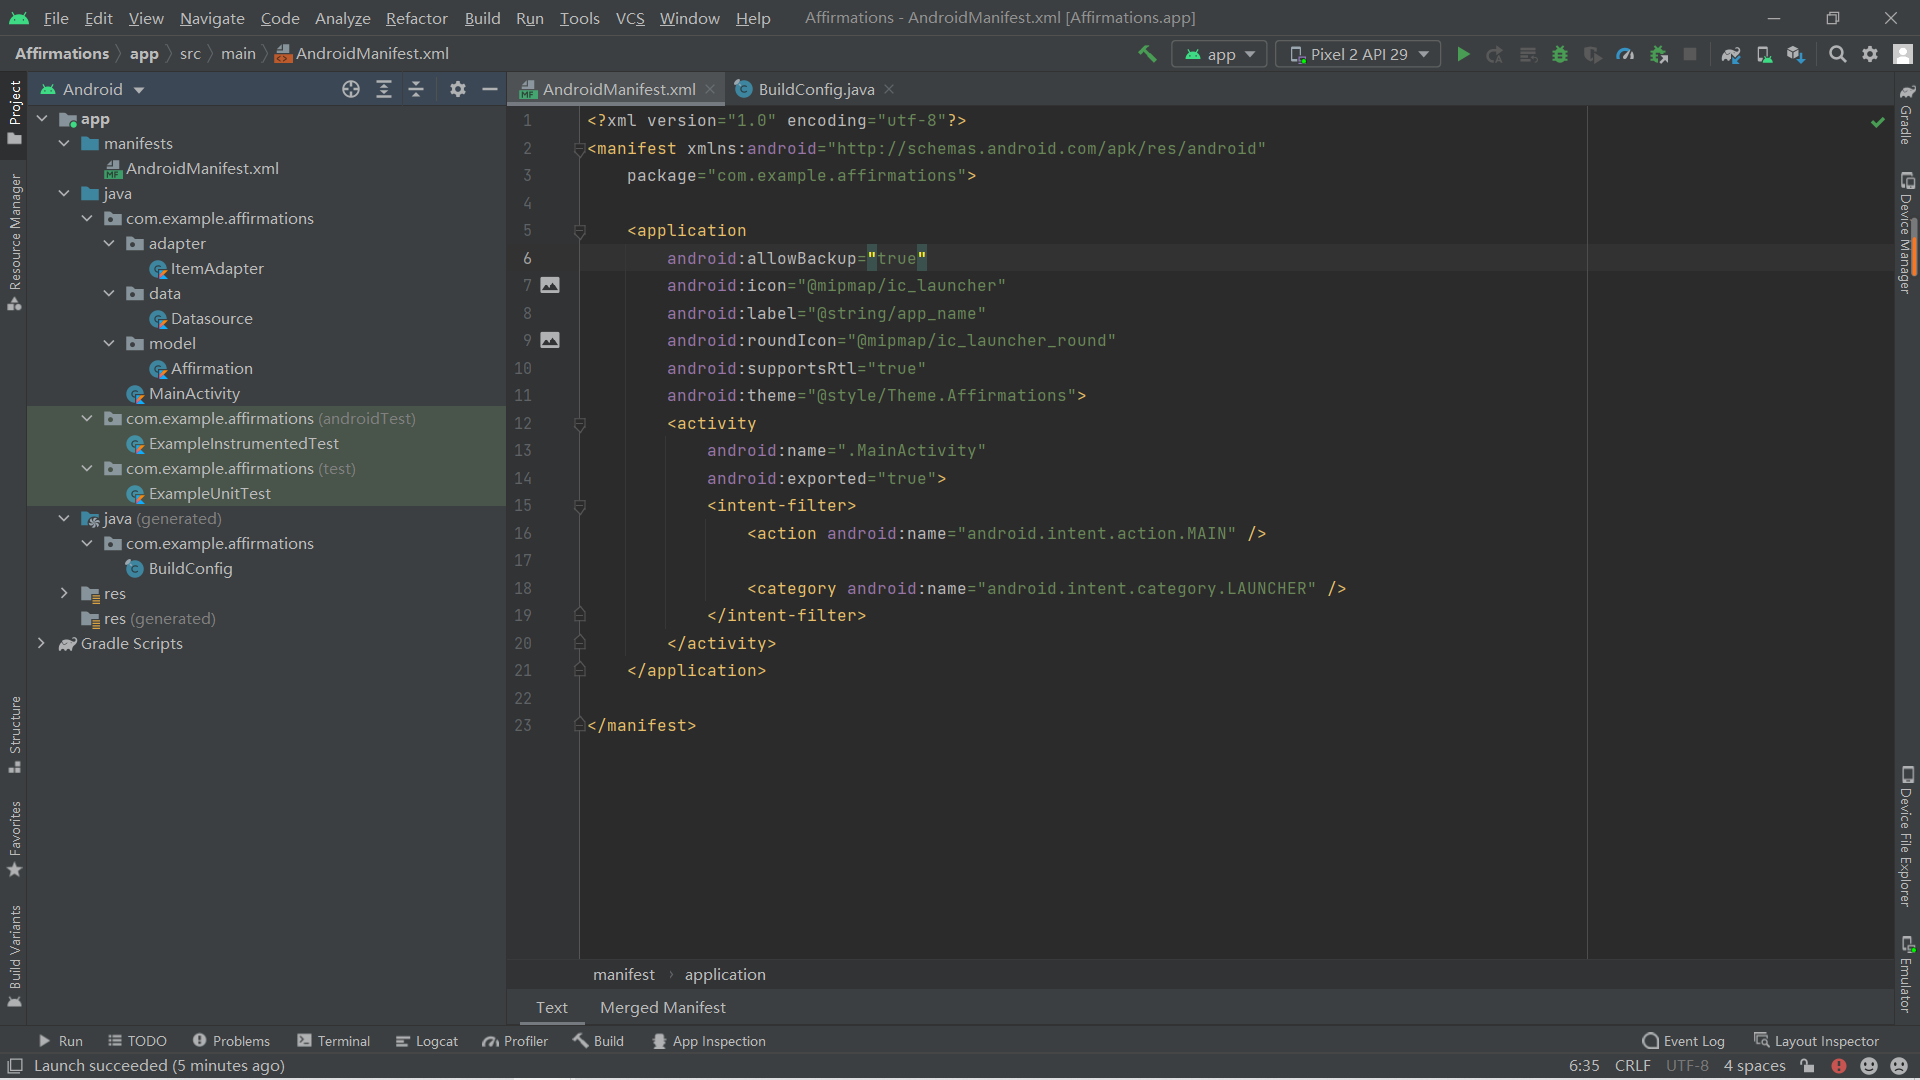 File Edit View Navigate Code Analyze Refactor Build Run Tools VCS Window Help Affirmations - AndroidManifest.xml [Affirmations.app]
Affirmations app src main AndroidManifest.xml app Pixel 2 API 29
Android
AndroidManifest.xml BuildConfig.java
app
manifests
AndroidManifest.xml
java
com.example.affirmations
adapter
ItemAdapter
data
Datasource
model
Affirmation
MainActivity
com.example.affirmations (androidTest)
ExampleInstrumentedTest
com.example.affirmations (test)
ExampleUnitTest
java (generated)
com.example.affirmations
BuildConfig
res
res (generated)
Gradle Scripts
1 <?xml version="1.0" encoding="utf-8"?>
2 <manifest xmlns:android="http://schemas.android.com/apk/res/android"
3 package="com.example.affirmations">
4
5 <application
6 android:allowBackup="true"
7 android:icon="@mipmap/ic_launcher"
8 android:label="@string/app_name"
9 android:roundIcon="@mipmap/ic_launcher_round"
10 android:supportsRtl="true"
11 android:theme="@style/Theme.Affirmations">
12 <activity
13 android:name=".MainActivity"
14 android:exported="true">
15 <intent-filter>
16 <action android:name="android.intent.action.MAIN" />
17
18 <category android:name="android.intent.category.LAUNCHER" />
19 </intent-filter>
20 </activity>
21 </application>
22
23 </manifest>
manifest › application
Text Merged Manifest
Project
Resource Manager
Structure
Favorites
Build Variants
Gradle
Device Manager
Device File Explorer
Emulator
Run TODO Problems Terminal Logcat Profiler Build App Inspection Event Log Layout Inspector
Launch succeeded (5 minutes ago) 6:35 CRLF UTF-8 4 spaces